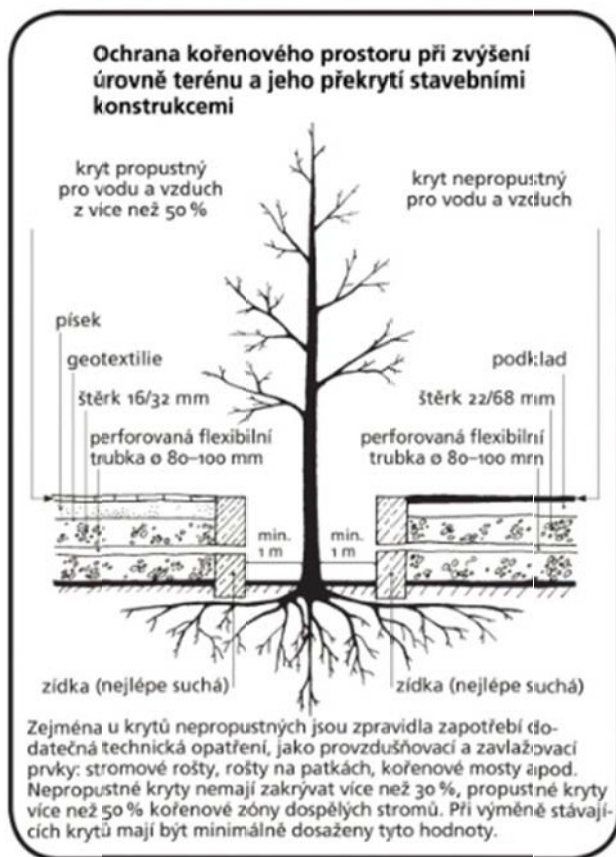 Ochrana kořenového prostoru při zvýšení
úrovně terénu a jeho překrytí stavebními
konstrukcemi
kryt propustný
pro vodu a vzduch
z více než 50 %
kryt nepropustný
pro vodu a vzduch
písek
geotextilie
štěrk 16/32 mm
perforovaná flexibilní
trubka ø 80–100 mm
podklad
štěrk 22/68 mm
perforovaná flexibilní
trubka ø 80–100 mm
min.
1 m
min.
1 m
zídka (nejlépe suchá)
zídka (nejlépe suchá)
Zejména u krytů nepropustných jsou zpravidla zapotřebí do-
datečná technická opatření, jako provzdušňovací a zavlažovací
prvky: stromové rošty, rošty na patkách, kořenové mosty apod.
Nepropustné kryty nemají zakrývat více než 30 %, propustné kryty
více než 50 % kořenové zóny dospělých stromů. Při výměně stávají-
cích krytů mají být minimálně dosaženy tyto hodnoty.